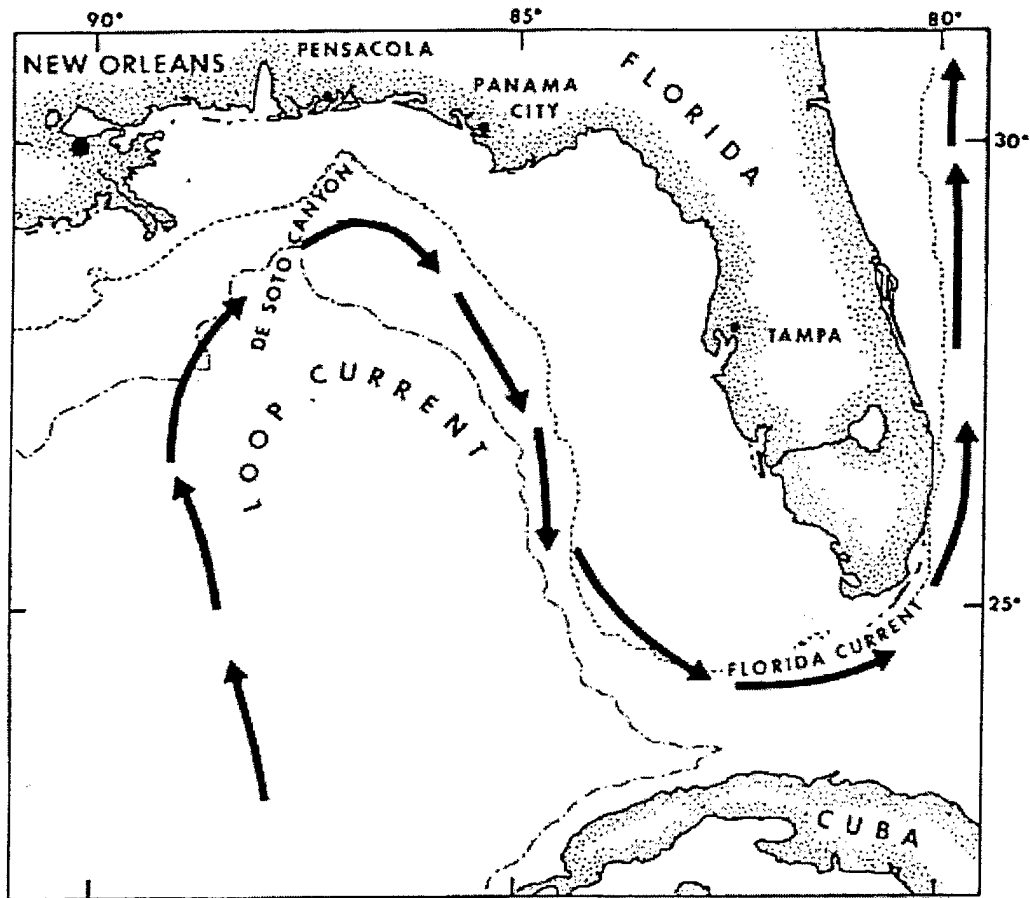 90°
85°
80°
NEW ORLEANS
PENSACOLA
PANAMA
CITY
FLORIDA
30°
DE SOTO CANYON
TAMPA
LOOP CURRENT
25°
FLORIDA CURRENT
CUBA